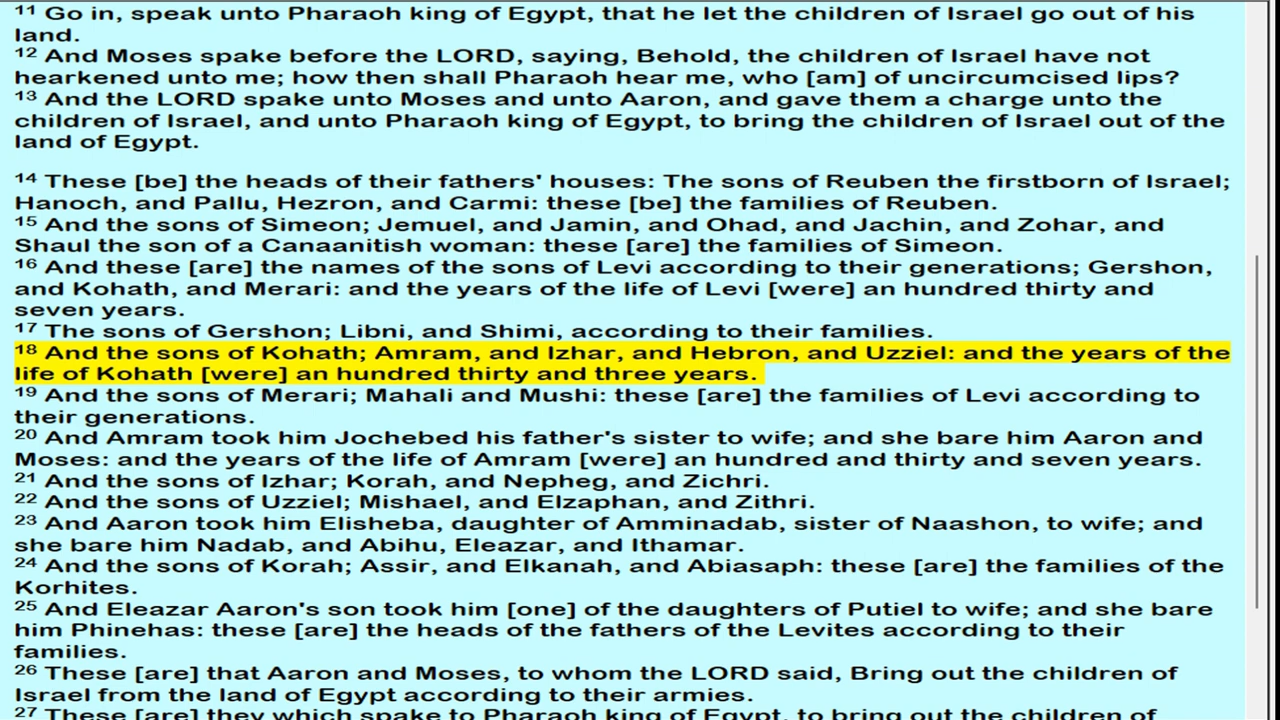 11 Go in, speak unto Pharaoh king of Egypt, that he let the children of Israel go out of his
land.
12 And Moses spake before the LORD, saying, Behold, the children of Israel have not
hearkened unto me; how then shall Pharaoh hear me, who [am] of uncircumcised lips?
13 And the LORD spake unto Moses and unto Aaron, and gave them a charge unto the
children of Israel, and unto Pharaoh king of Egypt, to bring the children of Israel out of the
land of Egypt.
14 These [be] the heads of their fathers' houses: The sons of Reuben the firstborn of Israel;
Hanoch, and Pallu, Hezron, and Carmi: these [be] the families of Reuben.
15 And the sons of Simeon; Jemuel, and Jamin, and Ohad, and Jachin, and Zohar, and
Shaul the son of a Canaanitish woman: these [are] the families of Simeon.
16 And these [are] the names of the sons of Levi according to their generations; Gershon,
and Kohath, and Merari: and the years of the life of Levi [were] an hundred thirty and
seven years.
17 The sons of Gershon; Libni, and Shimi, according to their families.
18 And the sons of Kohath; Amram, and Izhar, and Hebron, and Uzziel: and the years of the
life of Kohath [were] an hundred thirty and three years.
19 And the sons of Merari; Mahali and Mushi: these [are] the families of Levi according to
their generations.
20 And Amram took him Jochebed his father's sister to wife; and she bare him Aaron and
Moses: and the years of the life of Amram [were] an hundred and thirty and seven years.
21 And the sons of Izhar; Korah, and Nepheg, and Zichri.
22 And the sons of Uzziel; Mishael, and Elzaphan, and Zithri.
23 And Aaron took him Elisheba, daughter of Amminadab, sister of Naashon, to wife; and
she bare him Nadab, and Abihu, Eleazar, and Ithamar.
24 And the sons of Korah; Assir, and Elkanah, and Abiasaph: these [are] the families of the
Korhites.
25 And Eleazar Aaron's son took him [one] of the daughters of Putiel to wife; and she bare
him Phinehas: these [are] the heads of the fathers of the Levites according to their
families.
26 These [are] that Aaron and Moses, to whom the LORD said, Bring out the children of
Israel from the land of Egypt according to their armies.
27 These [are] they which spake to Pharaoh king of Egypt, to bring out the children of